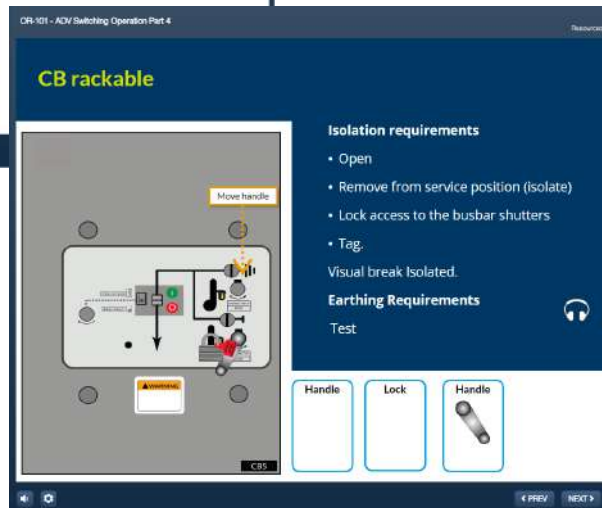 OR-101 - ADV Switching Operation Part 4
Resources
CB rackable
Isolation requirements
• Open
• Remove from service position (isolate)
• Lock access to the busbar shutters
• Tag.
Visual break Isolated.
Earthing Requirements
Test
Move handle
WARNING
CB5
Handle
Lock
Handle
< PREV
NEXT >